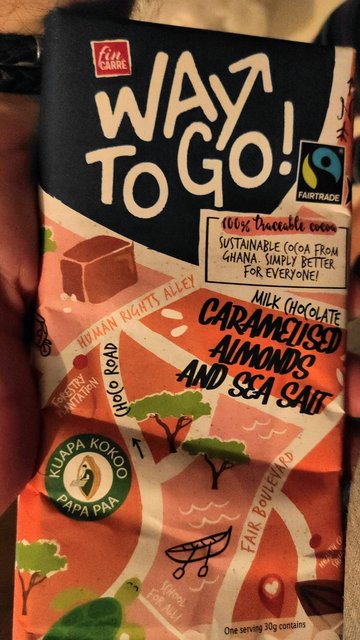 fin
CARRÉ
WAY
TO GO!
FAIRTRADE
100% Traceable cocoa
SUSTAINABLE COCOA FROM
GHANA. SIMPLY BETTER
FOR EVERYONE!
MILK CHOCOLATE
CARAMELISED
ALMONDS
AND SEA SALT
HUMAN RIGHTS ALLEY
CHOCO ROAD
FORESTRY
PLANTATION
KUAPA KOKOO
PAPA PAA
FAIR BOULEVARD
SCHOOL
FOR ALL!
One serving 30g contains